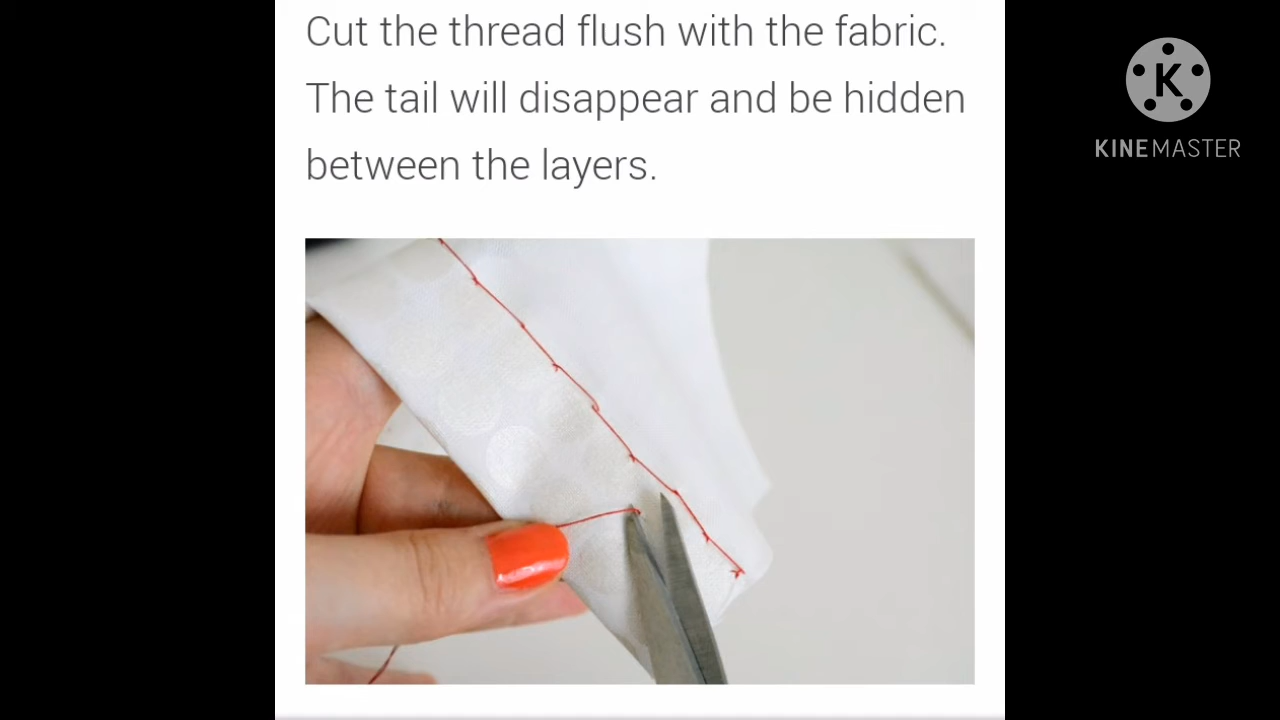 Cut the thread flush with the fabric.
The tail will disappear and be hidden
between the layers.
K
KINEMASTER